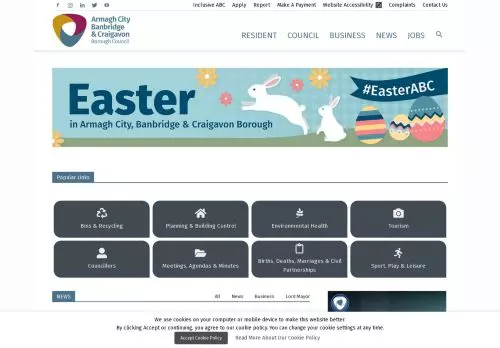 Inclusive ABC Apply Report Make A Payment Website Accessibility Complaints Contact Us
Armagh City
Banbridge
& Craigavon
Borough Council
RESIDENT COUNCIL BUSINESS NEWS JOBS
Easter
in Armagh City, Banbridge & Craigavon Borough
#EasterABC
Popular Links
Bins & Recycling
Planning & Building Control
Environmental Health
Tourism
Councillors
Meetings, Agendas & Minutes
Births, Deaths, Marriages & Civil
Partnerships
Sport, Play & Leisure
NEWS
All News Business Lord Mayor
We use cookies on your computer or mobile device to make this website better.
By clicking Accept or continuing, you agree to our cookie policy. You can change your cookie settings at any time.
Accept Cookie Policy Read More About Our Cookie Policy